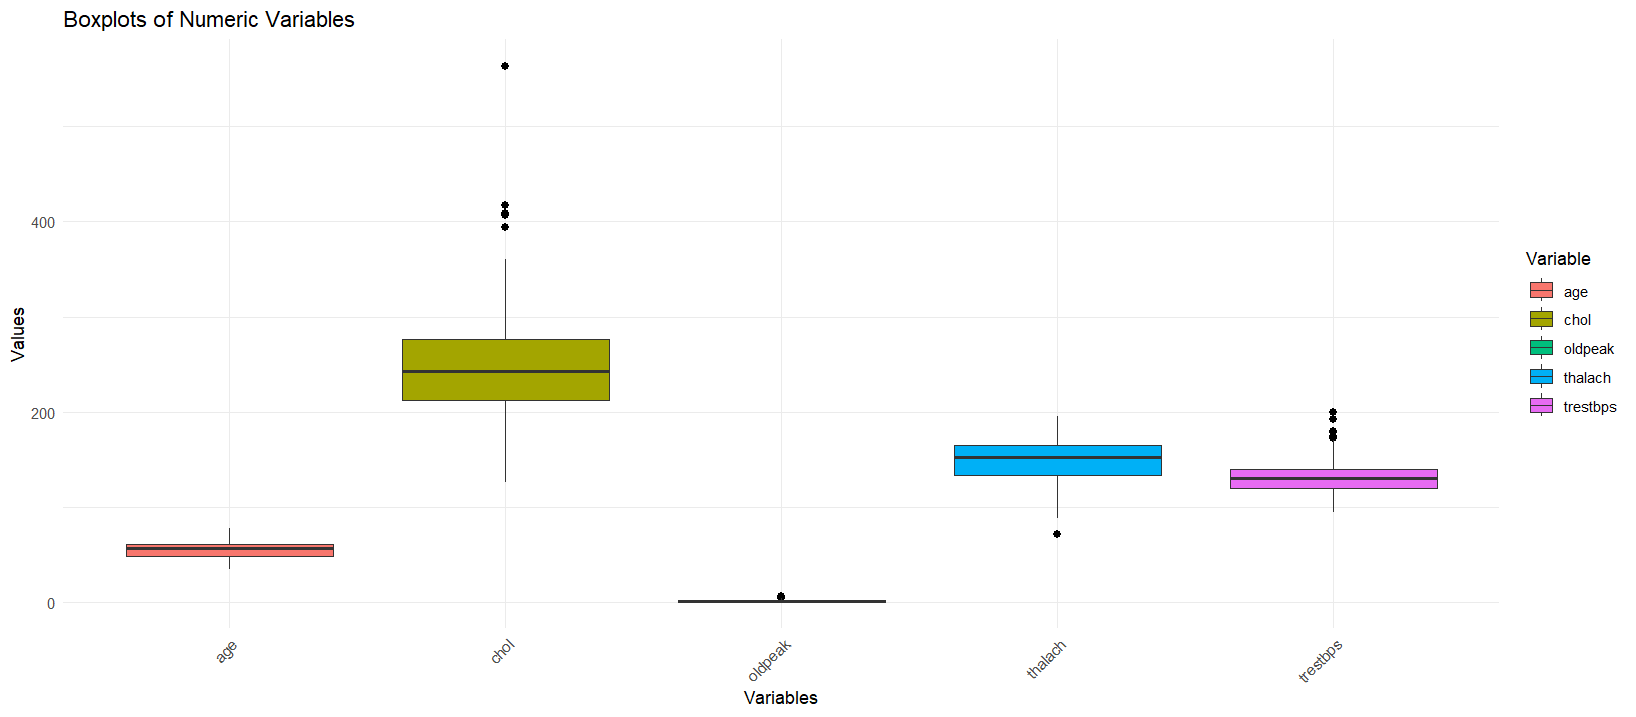 Boxplots of Numeric Variables
Values
400
200
0
age
chol
oldpeak
thalach
trestbps
Variables
Variable
age
chol
oldpeak
thalach
trestbps